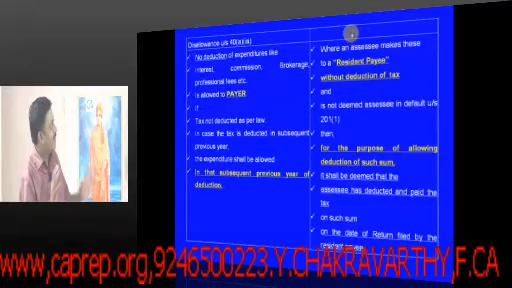 Disallowance u/s 40(a)(ia)
✓ No deduction of expenditures like
✓ Interest, commission, Brokerage,
professional fees etc.
✓ Is allowed to PAYER
✓ If
✓ Tax not deducted as per law.
✓ In case the tax is deducted in subsequent
previous year,
✓ the expenditure shall be allowed
✓ In that subsequent previous year of
deduction.
✓ Where an assessee makes these
to a "Resident Payee"
✓ without deduction of tax
✓ and
✓ is not deemed assessee in default u/s
201(1)
✓ then,
✓ for the purpose of allowing
deduction of such sum,
✓ it shall be deemed that the
✓ assessee has deducted and paid the
tax
✓ on such sum
✓ on the date of Return filed by the
resident payee
www,caprep.org,9246500223.Y.CHAKRAVARTHY,F.CA